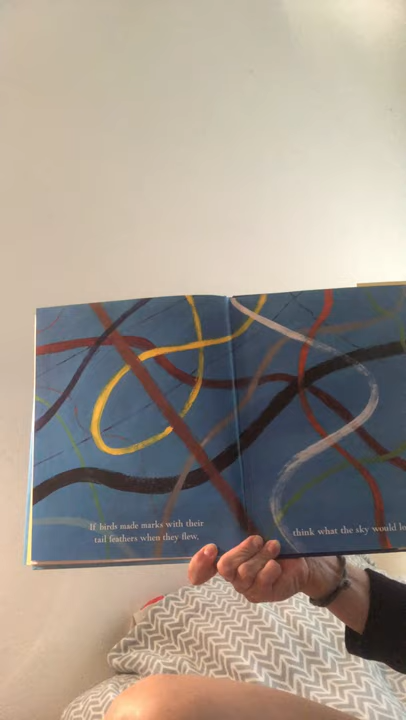 If birds made marks with their
tail feathers when they flew,
think what the sky would